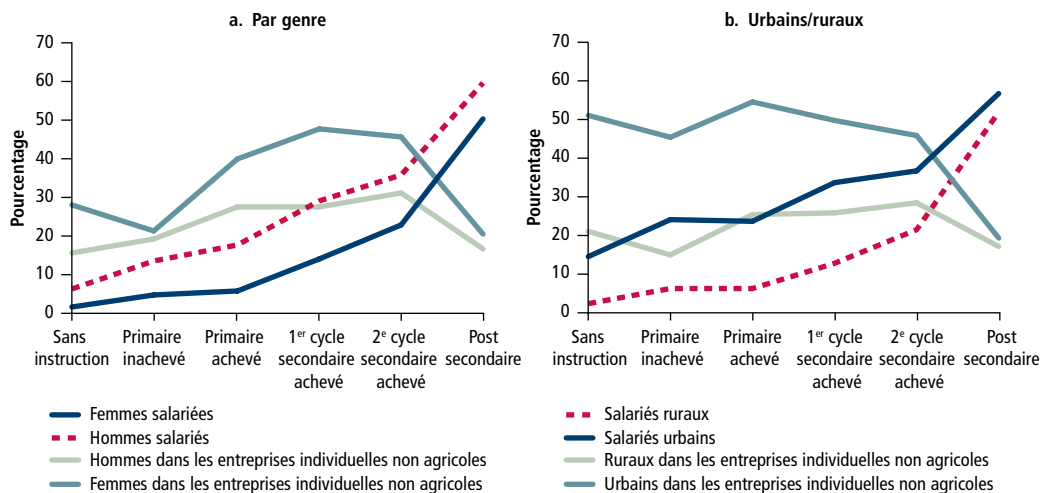 a. Par genre
70
60
50
40
30
20
10
0
Pourcentage
Sans instruction
Primaire inachevé
Primaire achevé
1er cycle secondaire achevé
2e cycle secondaire achevé
Post secondaire
Femmes salariées
Hommes salariés
Hommes dans les entreprises individuelles non agricoles
Femmes dans les entreprises individuelles non agricoles
b. Urbains/ruraux
70
60
50
40
30
20
10
0
Pourcentage
Sans instruction
Primaire inachevé
Primaire achevé
1er cycle secondaire achevé
2e cycle secondaire achevé
Post secondaire
Salariés ruraux
Salariés urbains
Ruraux dans les entreprises individuelles non agricoles
Urbains dans les entreprises individuelles non agricoles